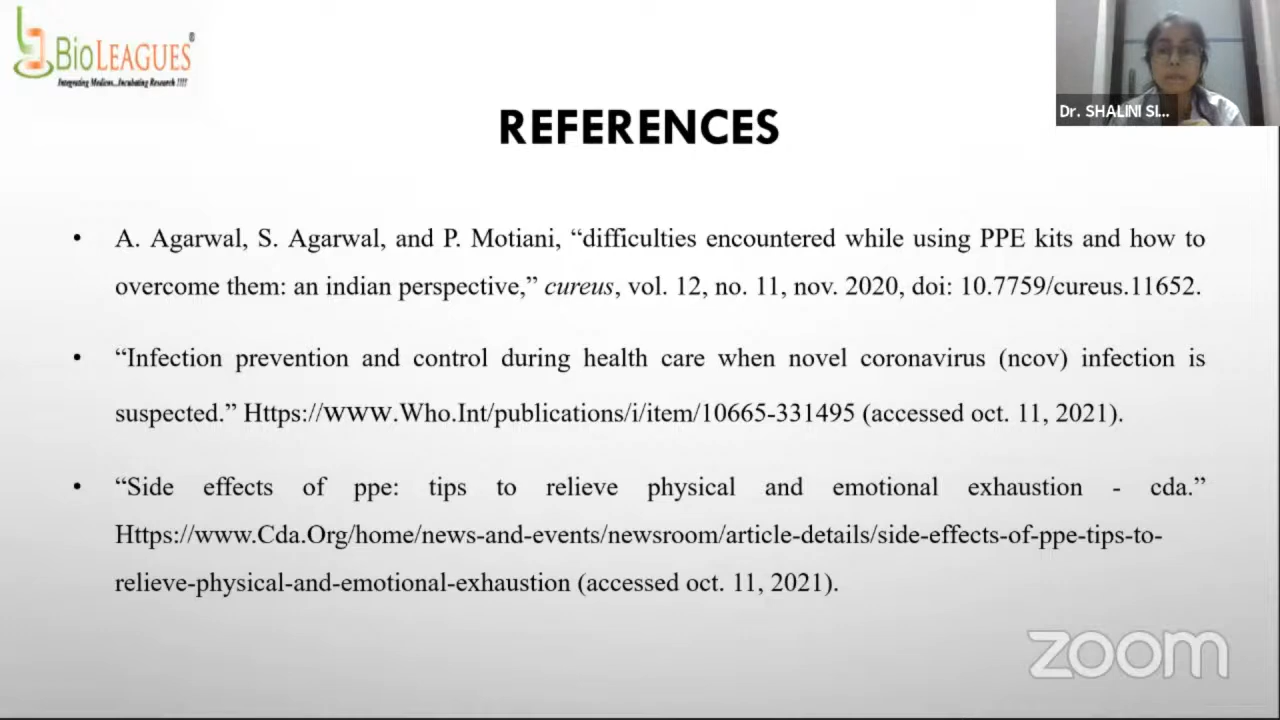 BioLEAGUES®
Integrating Medicos...Incubating Research !!!!
Dr. SHALINI SI...
REFERENCES
• A. Agarwal, S. Agarwal, and P. Motiani, “difficulties encountered while using PPE kits and how to
overcome them: an indian perspective,” cureus, vol. 12, no. 11, nov. 2020, doi: 10.7759/cureus.11652.
• “Infection prevention and control during health care when novel coronavirus (ncov) infection is
suspected.” Https://www.Who.Int/publications/i/item/10665-331495 (accessed oct. 11, 2021).
• “Side effects of ppe: tips to relieve physical and emotional exhaustion - cda.”
Https://www.Cda.Org/home/news-and-events/newsroom/article-details/side-effects-of-ppe-tips-to-
relieve-physical-and-emotional-exhaustion (accessed oct. 11, 2021).
zoom